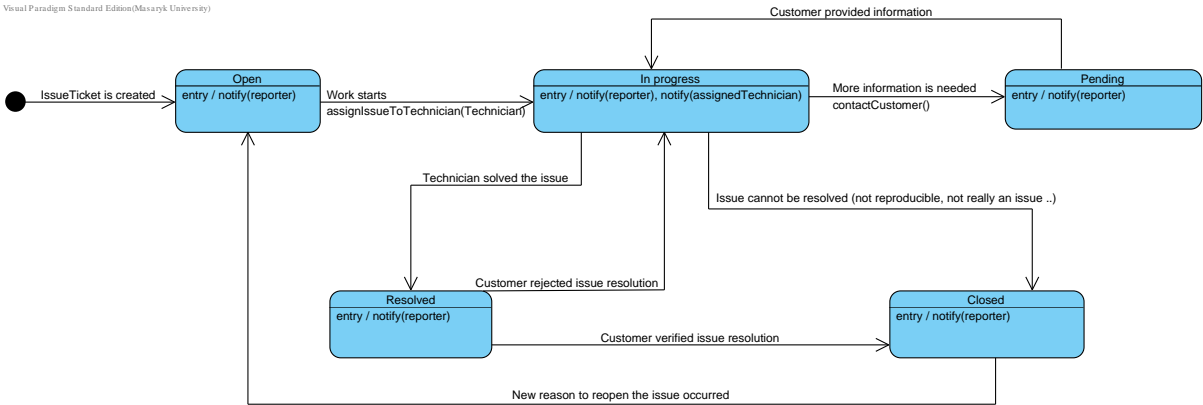 Visual Paradigm Standard Edition(Masaryk University)
Customer provided information
Open
entry / notify(reporter)
In progress
entry / notify(reporter), notify(assignedTechnician)
Pending
entry / notify(reporter)
IssueTicket is created
Work starts
assignIssueToTechnician(Technician)
More information is needed
contactCustomer()
Technician solved the issue
Issue cannot be resolved (not reproducible, not really an issue ..)
Customer rejected issue resolution
Resolved
entry / notify(reporter)
Closed
entry / notify(reporter)
Customer verified issue resolution
New reason to reopen the issue occurred